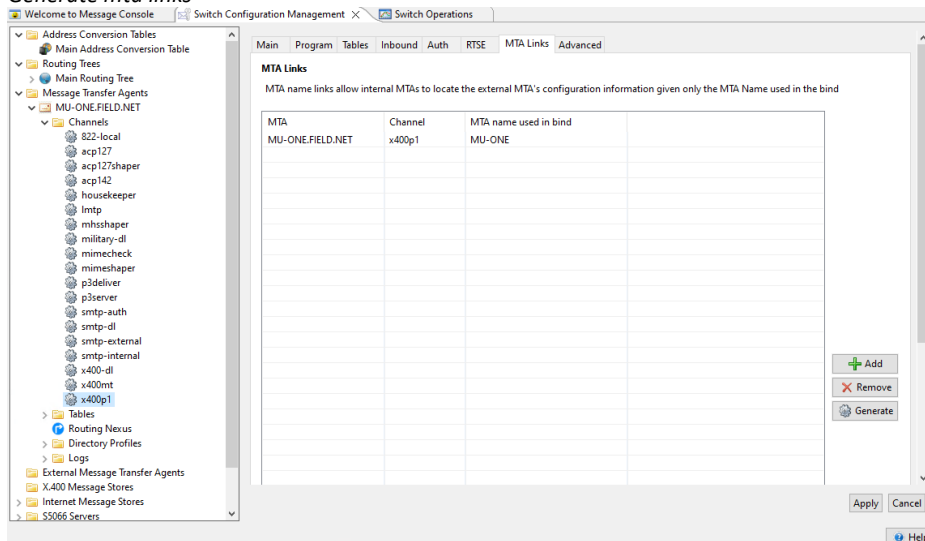 Generate mta links
Welcome to Message Console
Switch Configuration Management
Switch Operations
Address Conversion Tables
Main Address Conversion Table
Routing Trees
Main Routing Tree
Message Transfer Agents
MU-ONE.FIELD.NET
Channels
822-local
acp127
acp127shaper
acp142
housekeeper
lmtp
mhsshaper
military-dl
mimecheck
mimeshaper
p3deliver
p3server
smtp-auth
smtp-dl
smtp-external
smtp-internal
x400-dl
x400mt
x400p1
Tables
Routing Nexus
Directory Profiles
Logs
External Message Transfer Agents
X.400 Message Stores
Internet Message Stores
S5066 Servers
Main Program Tables Inbound Auth RTSE MTA Links Advanced
MTA Links
MTA name links allow internal MTAs to locate the external MTA's configuration information given only the MTA Name used in the bind
MTA Channel MTA name used in bind
MU-ONE.FIELD.NET x400p1 MU-ONE
Add
Remove
Generate
Apply Cancel
Help